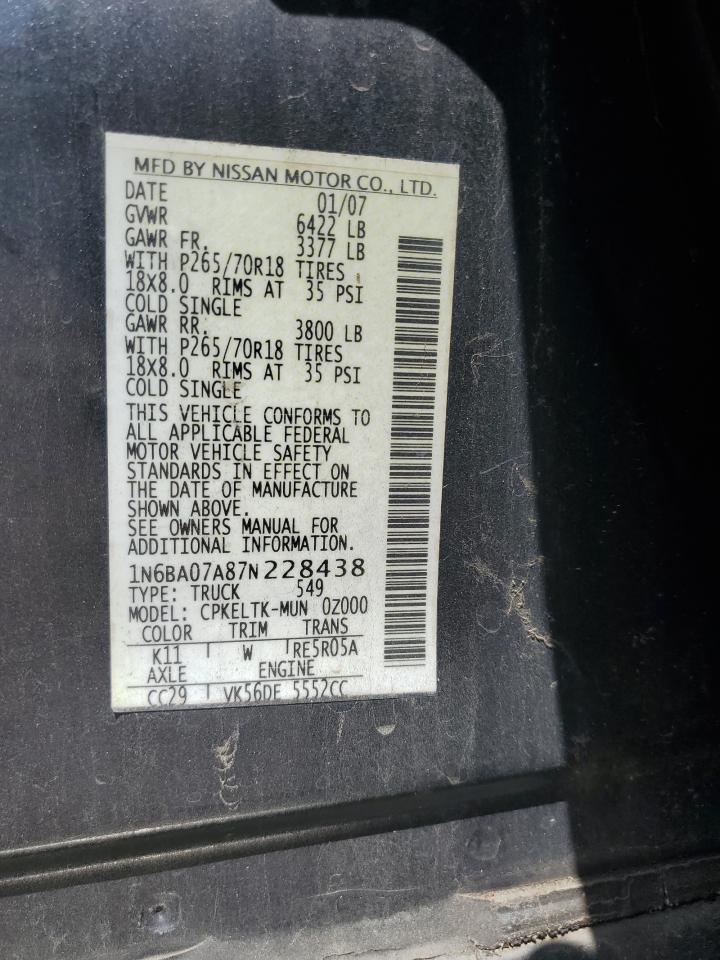 MFD BY NISSAN MOTOR CO., LTD.
DATE 01/07
GVWR 6422 LB
GAWR FR. 3377 LB
WITH P265/70R18 TIRES
18X8.0 RIMS AT 35 PSI
COLD SINGLE
GAWR RR. 3800 LB
WITH P265/70R18 TIRES
18X8.0 RIMS AT 35 PSI
COLD SINGLE
THIS VEHICLE CONFORMS TO
ALL APPLICABLE FEDERAL
MOTOR VEHICLE SAFETY
STANDARDS IN EFFECT ON
THE DATE OF MANUFACTURE
SHOWN ABOVE.
SEE OWNERS MANUAL FOR
ADDITIONAL INFORMATION.
1N6BA07A87N228438
TYPE: TRUCK 549
MODEL: CPKELTK-MUN 0Z000
COLOR TRIM TRANS
K11 W RE5R05A
AXLE ENGINE
CC29 VK56DE 5552CC